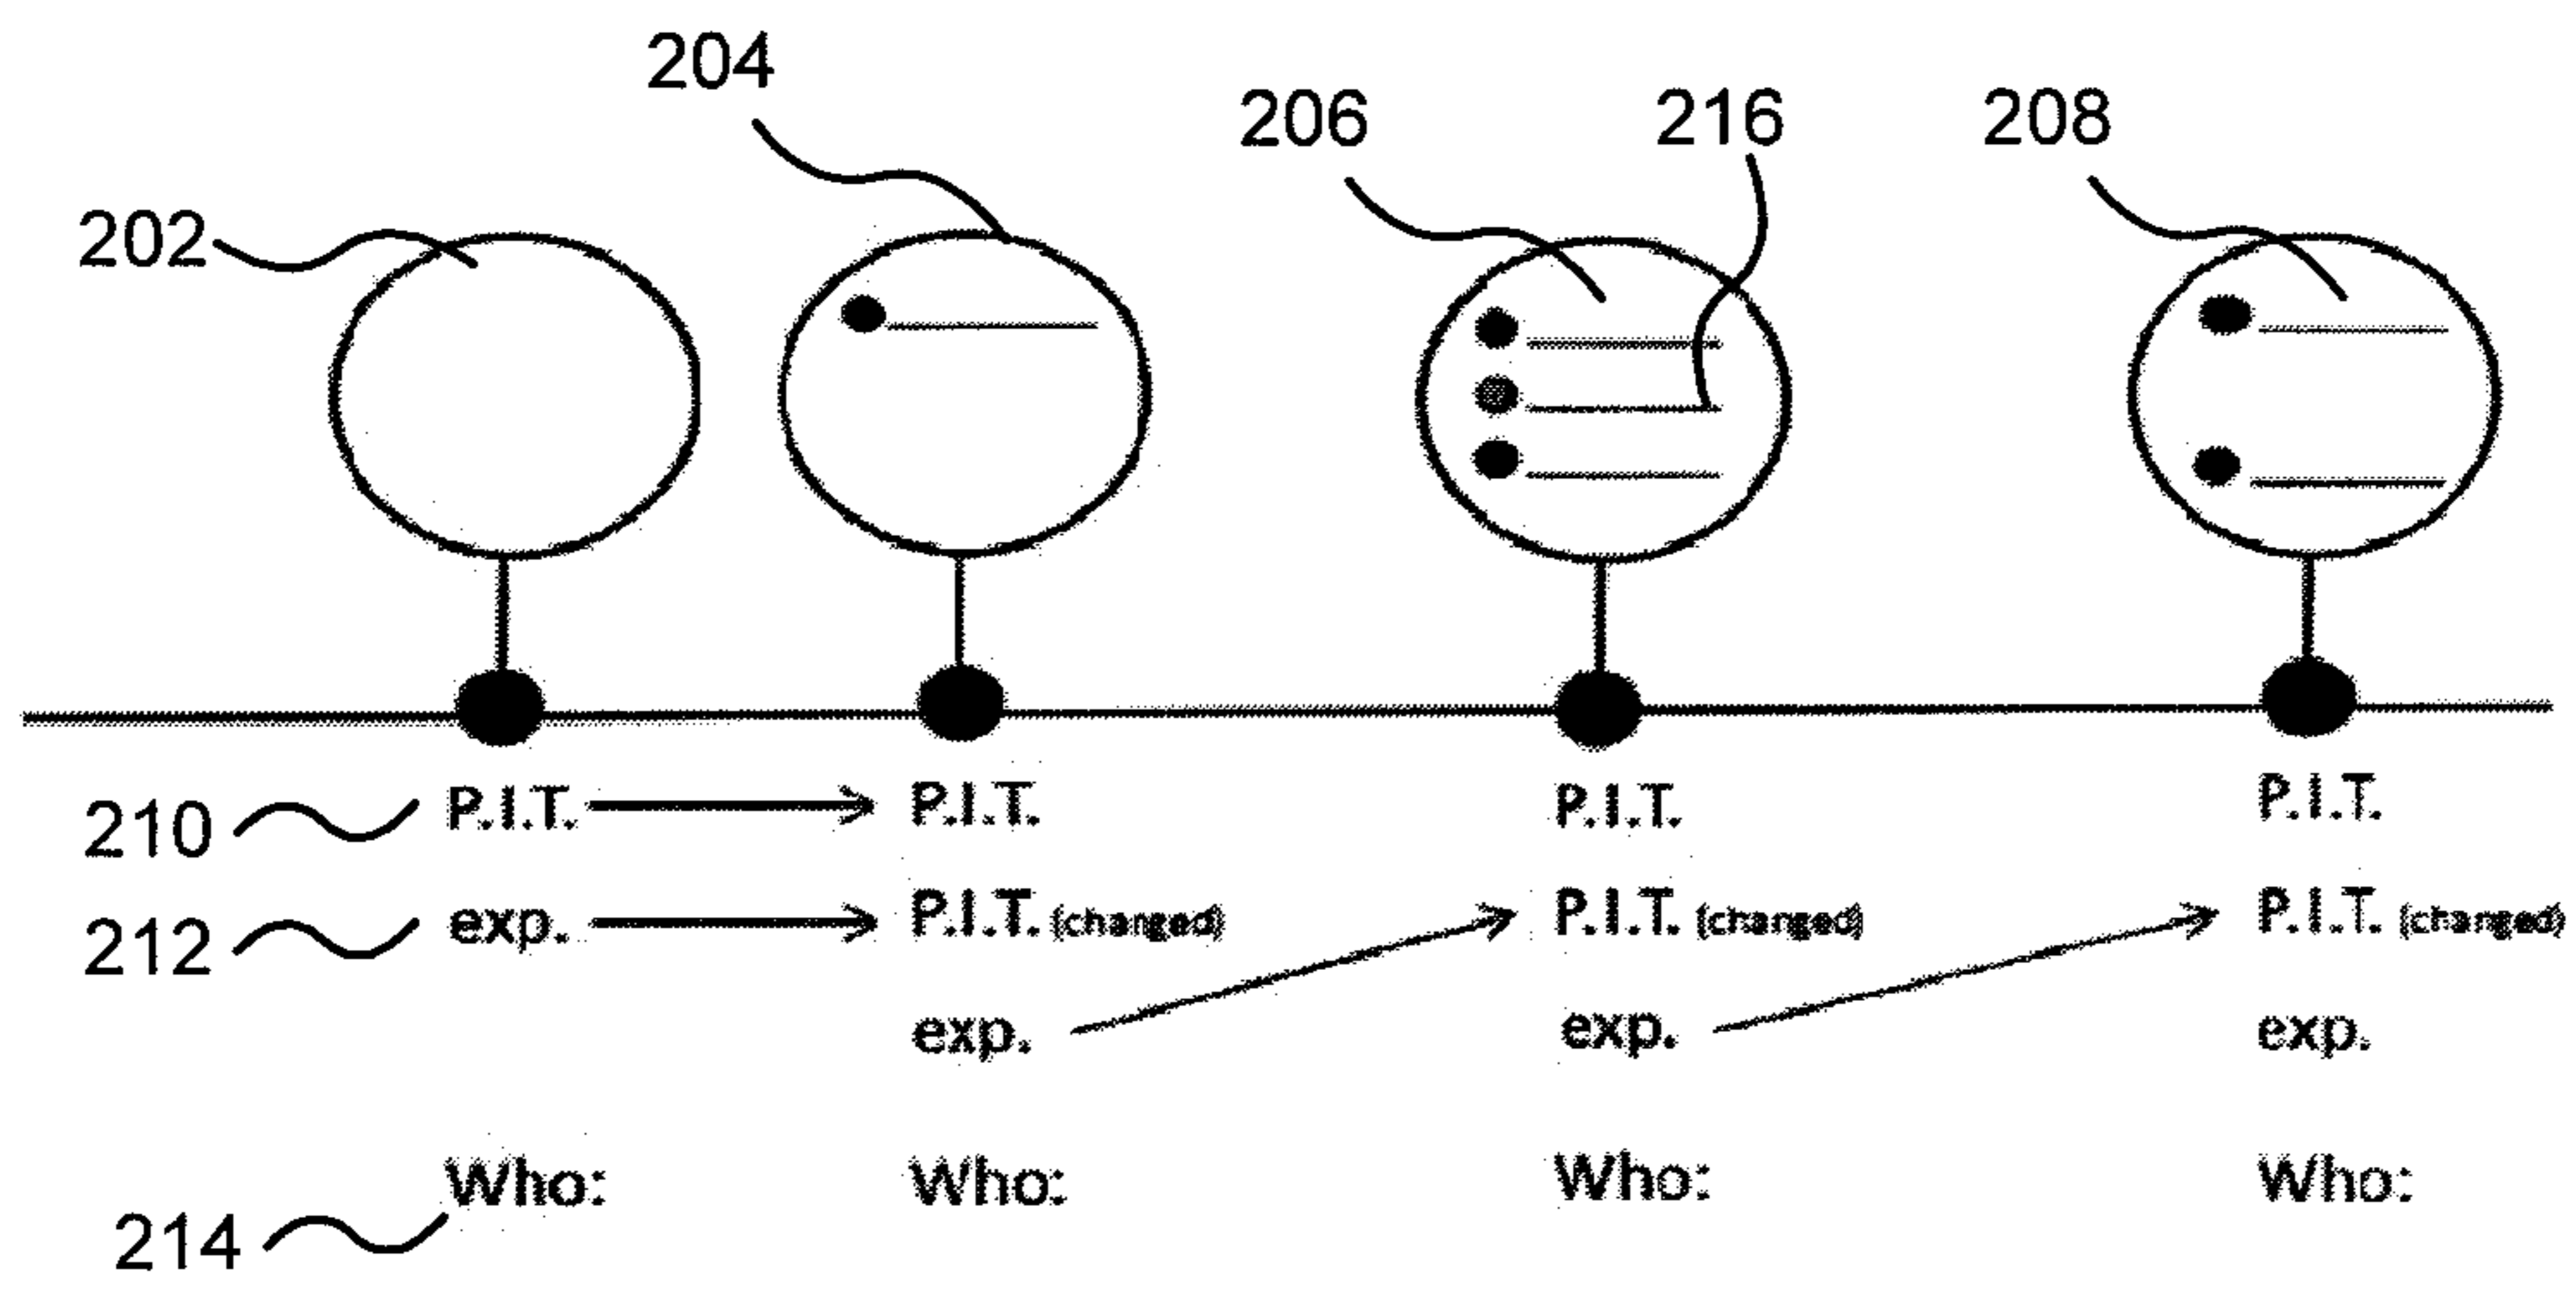 204
206 216 208
202
210 P.I.T. P.I.T. P.I.T. P.I.T.
212 exp. P.I.T. (changed) P.I.T. (changed) P.I.T. (changed)
exp. exp. exp.
Who: Who: Who: Who:
214